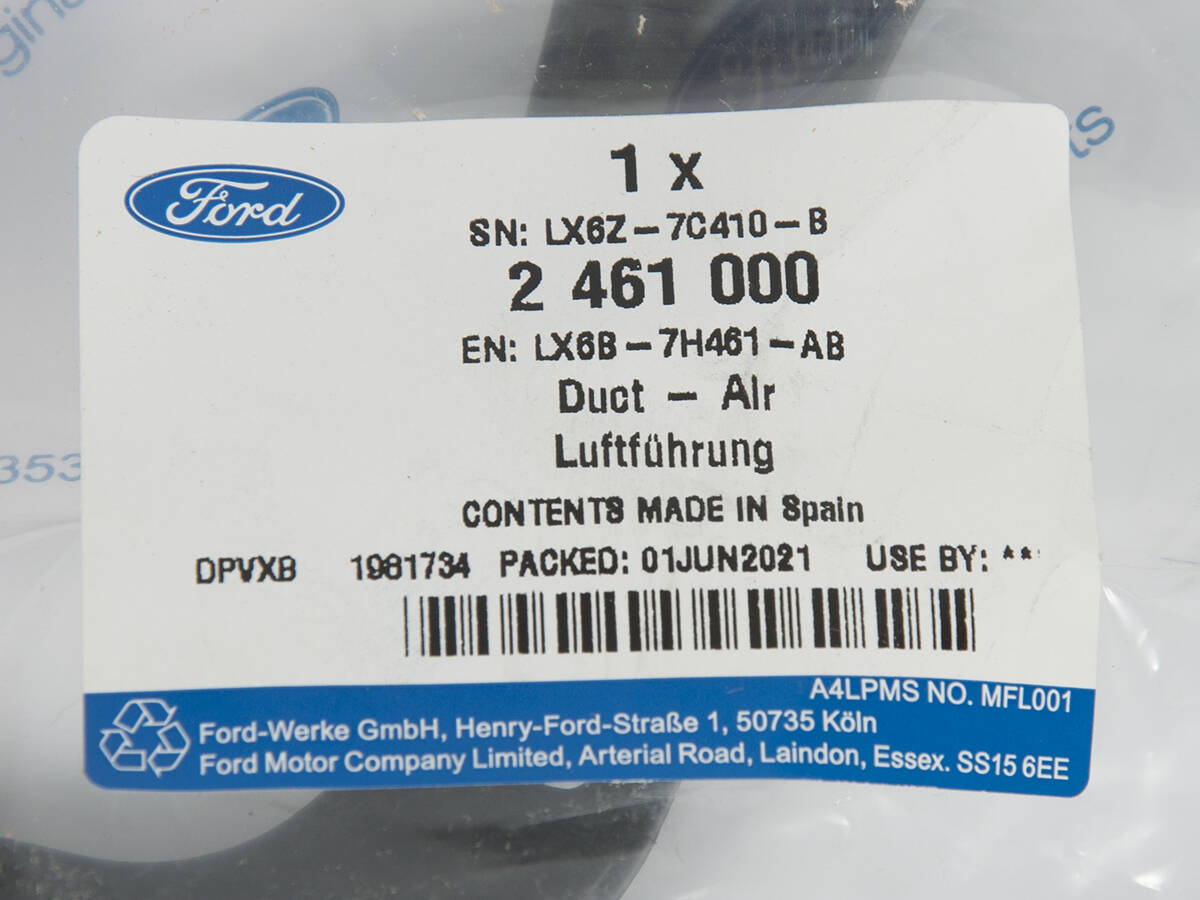 Ford
1 x
SN: LX6Z-7C410-B
2 461 000
EN: LX6B-7H461-AB
Duct - Air
Luftführung
CONTENTS MADE IN Spain
DPVXB 1981734 PACKED: 01JUN2021 USE BY: **
A4LPMS NO. MFL001
Ford-Werke GmbH, Henry-Ford-Straße 1, 50735 Köln
Ford Motor Company Limited, Arterial Road, Laindon, Essex. SS15 6EE
353